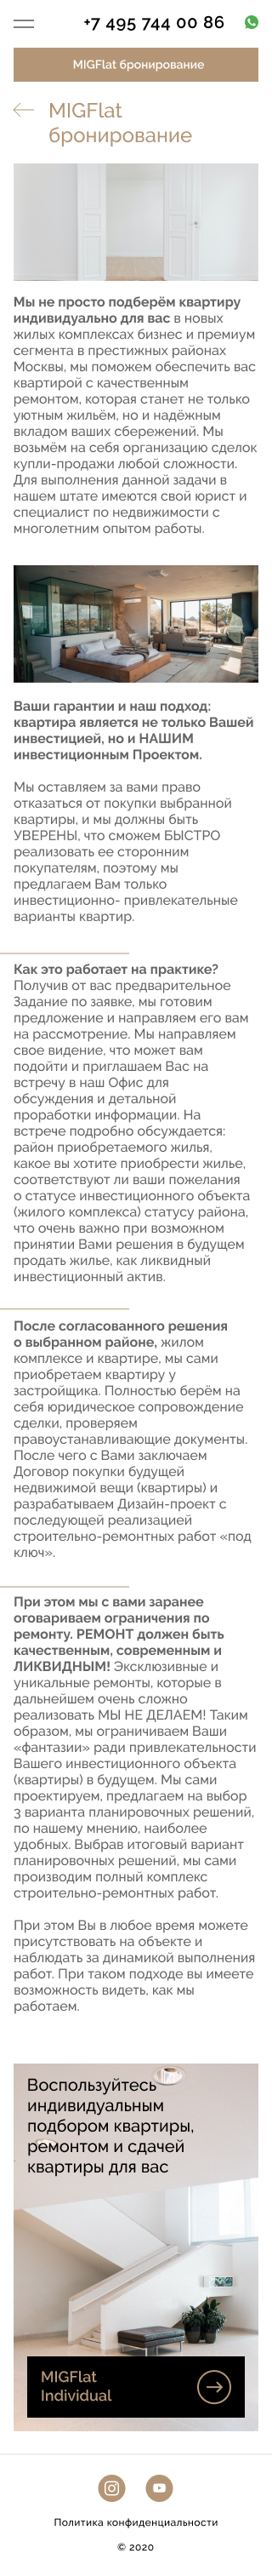 +7 495 744 00 86
MIGFlat бронирование
MIGFlat
бронирование
Мы не просто подберём квартиру
индивидуально для вас в новых
жилых комплексах бизнес и премиум
сегмента в престижных районах
Москвы, мы поможем обеспечить вас
квартирой с качественным
ремонтом, которая станет не только
уютным жильём, но и надёжным
вкладом ваших сбережений. Мы
возьмём на себя организацию сделок
купли-продажи любой сложности.
Для выполнения данной задачи в
нашем штате имеются свой юрист и
специалист по недвижимости с
многолетним опытом работы.
Ваши гарантии и наш подход:
квартира является не только Вашей
инвестицией, но и НАШИМ
инвестиционным Проектом.
Мы оставляем за вами право
отказаться от покупки выбранной
квартиры, и мы должны быть
УВЕРЕНЫ, что сможем БЫСТРО
реализовать ее сторонним
покупателям, поэтому мы
предлагаем Вам только
инвестиционно- привлекательные
варианты квартир.
Как это работает на практике?
Получив от вас предварительное
Задание по заявке, мы готовим
предложение и направляем его вам
на рассмотрение. Мы направляем
свое видение, что может вам
подойти и приглашаем Вас на
встречу в наш Офис для
обсуждения и детальной
проработки информации. На
встрече подробно обсуждается:
район приобретаемого жилья,
какое вы хотите приобрести жилье,
соответствуют ли ваши пожелания
о статусе инвестиционного объекта
(жилого комплекса) статусу района,
что очень важно при возможном
принятии Вами решения в будущем
продать жилье, как ликвидный
инвестиционный актив.
После согласованного решения
о выбранном районе, жилом
комплексе и квартире, мы сами
приобретаем квартиру у
застройщика. Полностью берём на
себя юридическое сопровождение
сделки, проверяем
правоустанавливающие документы.
После чего с Вами заключаем
Договор покупки будущей
недвижимой вещи (квартиры) и
разрабатываем Дизайн-проект с
последующей реализацией
строительно-ремонтных работ «под
ключ».
При этом мы с вами заранее
оговариваем ограничения по
ремонту. РЕМОНТ должен быть
качественным, современным и
ЛИКВИДНЫМ! Эксклюзивные и
уникальные ремонты, которые в
дальнейшем очень сложно
реализовать МЫ НЕ ДЕЛАЕМ! Таким
образом, мы ограничиваем Ваши
«фантазии» ради привлекательности
Вашего инвестиционного объекта
(квартиры) в будущем. Мы сами
проектируем, предлагаем на выбор
3 варианта планировочных решений,
по нашему мнению, наиболее
удобных. Выбрав итоговый вариант
планировочных решений, мы сами
производим полный комплекс
строительно-ремонтных работ.
При этом Вы в любое время можете
присутствовать на объекте и
наблюдать за динамикой выполнения
работ. При таком подходе вы имеете
возможность видеть, как мы
работаем.
Воспользуйтесь
индивидуальным
подбором квартиры,
ремонтом и сдачей
квартиры для вас
MIGFlat
Individual
Политика конфиденциальности
© 2020